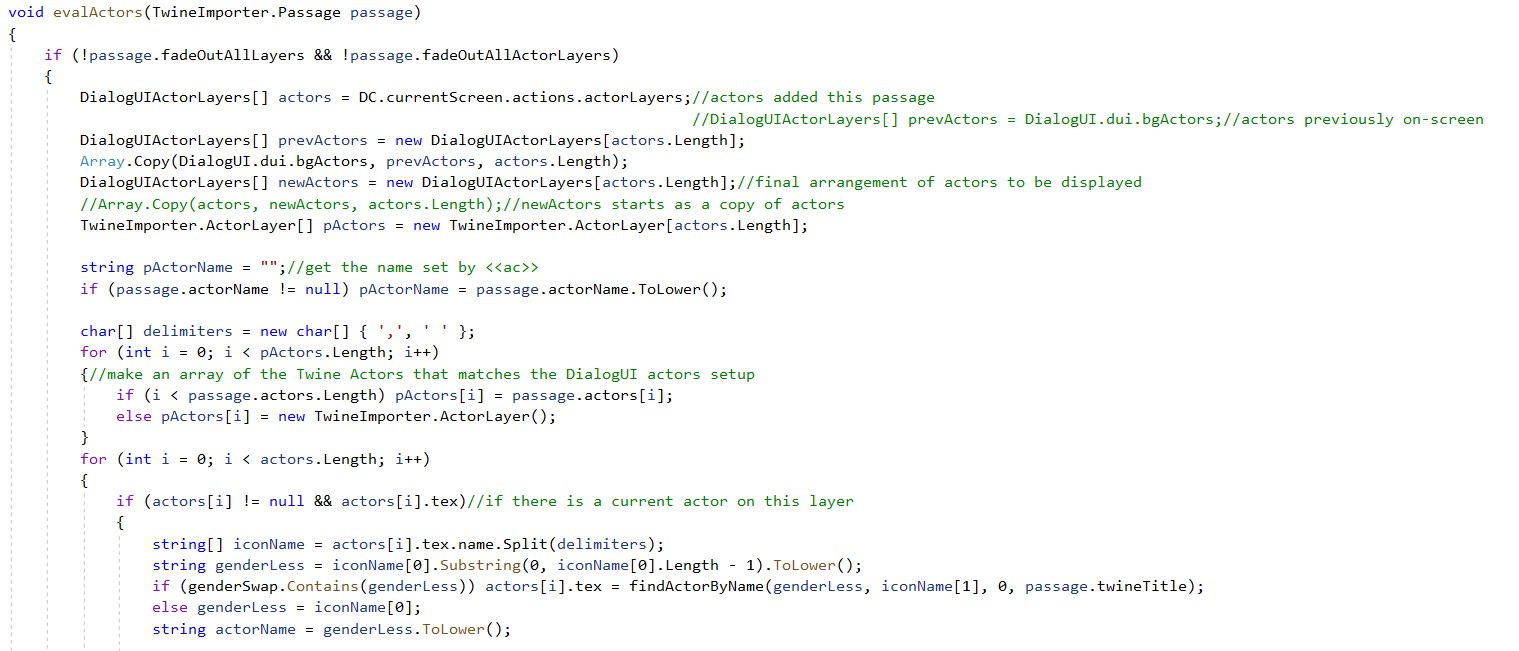 void evalActors(TwineImporter.Passage passage)
{
if (!passage.fadeOutAllLayers && !passage.fadeOutAllActorLayers)
{
DialogUIActorLayers[] actors = DC.currentScreen.actions.actorLayers;//actors added this passage
//DialogUIActorLayers[] prevActors = DialogUI.dui.bgActors;//actors previously on-screen
DialogUIActorLayers[] prevActors = new DialogUIActorLayers[actors.Length];
Array.Copy(DialogUI.dui.bgActors, prevActors, actors.Length);
DialogUIActorLayers[] newActors = new DialogUIActorLayers[actors.Length];//final arrangement of actors to be displayed
//Array.Copy(actors, newActors, actors.Length);//newActors starts as a copy of actors
TwineImporter.ActorLayer[] pActors = new TwineImporter.ActorLayer[actors.Length];
string pActorName = "";//get the name set by <<ac>>
if (passage.actorName != null) pActorName = passage.actorName.ToLower();
char[] delimiters = new char[] { ',', ' ' };
for (int i = 0; i < pActors.Length; i++)
{//make an array of the Twine Actors that matches the DialogUI actors setup
if (i < passage.actors.Length) pActors[i] = passage.actors[i];
else pActors[i] = new TwineImporter.ActorLayer();
}
for (int i = 0; i < actors.Length; i++)
{
if (actors[i] != null && actors[i].tex)//if there is a current actor on this layer
{
string[] iconName = actors[i].tex.name.Split(delimiters);
string genderLess = iconName[0].Substring(0, iconName[0].Length - 1).ToLower();
if (genderSwap.Contains(genderLess)) actors[i].tex = findActorByName(genderLess, iconName[1], 0, passage.twineTitle);
else genderLess = iconName[0];
string actorName = genderLess.ToLower();